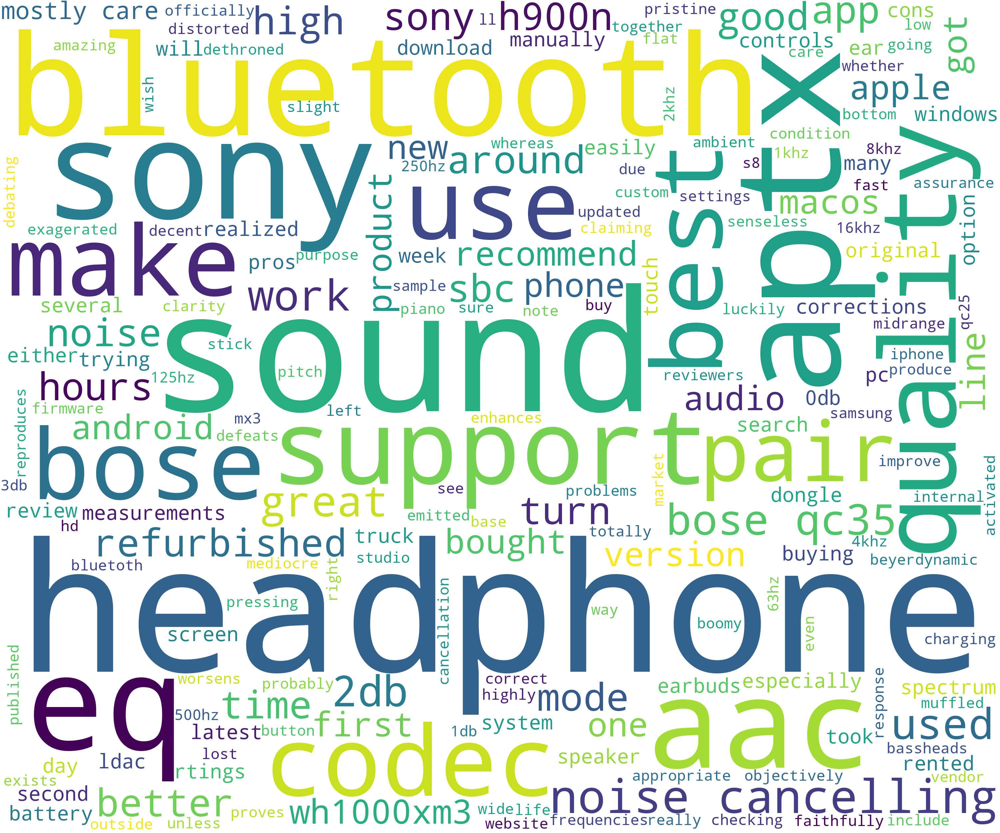 mostly care officially high sony ll h900n pristine good app cons
distorted together low got
amazing will dethroned download manually flat controls ear going
bluetooth care whether
wish slight 2khz aptx apple
bottom windows
sony new whereas around easily ambient condition quality
debating 250hz due best s8 1khz 8khz many
use custom settings fast assurance
exagerated decent realized product updated macos option
make claiming senseless 16khz
pros purpose week recommend touch original
work sample sbc phone
several clarity piano sure note buy luckily corrections qc25
noise sound midrange line
either trying stick iphone
hours 125hz pitch reviewers pc produce
firmware left audio 0db
reproduces android mx3 enhances search samsung
defeats
bose support pair improve
3db see problems market dongle internal activated
review measurements great emitted base turn bose qc35
hd truck bought totally 4khz
refurbished studio version buying beyerdynamic
bluetoth mediocre right
headphone
pressing cancellation way 63hz
screen boomy even charging
published worsens probably 2db correct earbuds especially response spectrum
eq time highly mode aac muffled
500hz first system one used
latest button 1db took
lost codec speaker bassheads
day ldac rtings rented
exists appropriate objectively vendor
second better noise cancelling
battery proves wh1000xm3 wide life
outside unless website frequencies really checking faithfully include